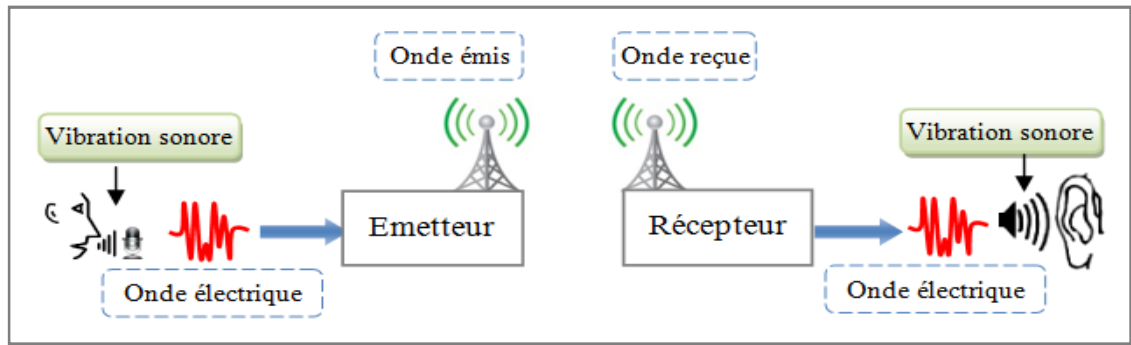 Onde émis
Onde reçue
Vibration sonore
Vibration sonore
Emetteur
Récepteur
Onde électrique
Onde électrique